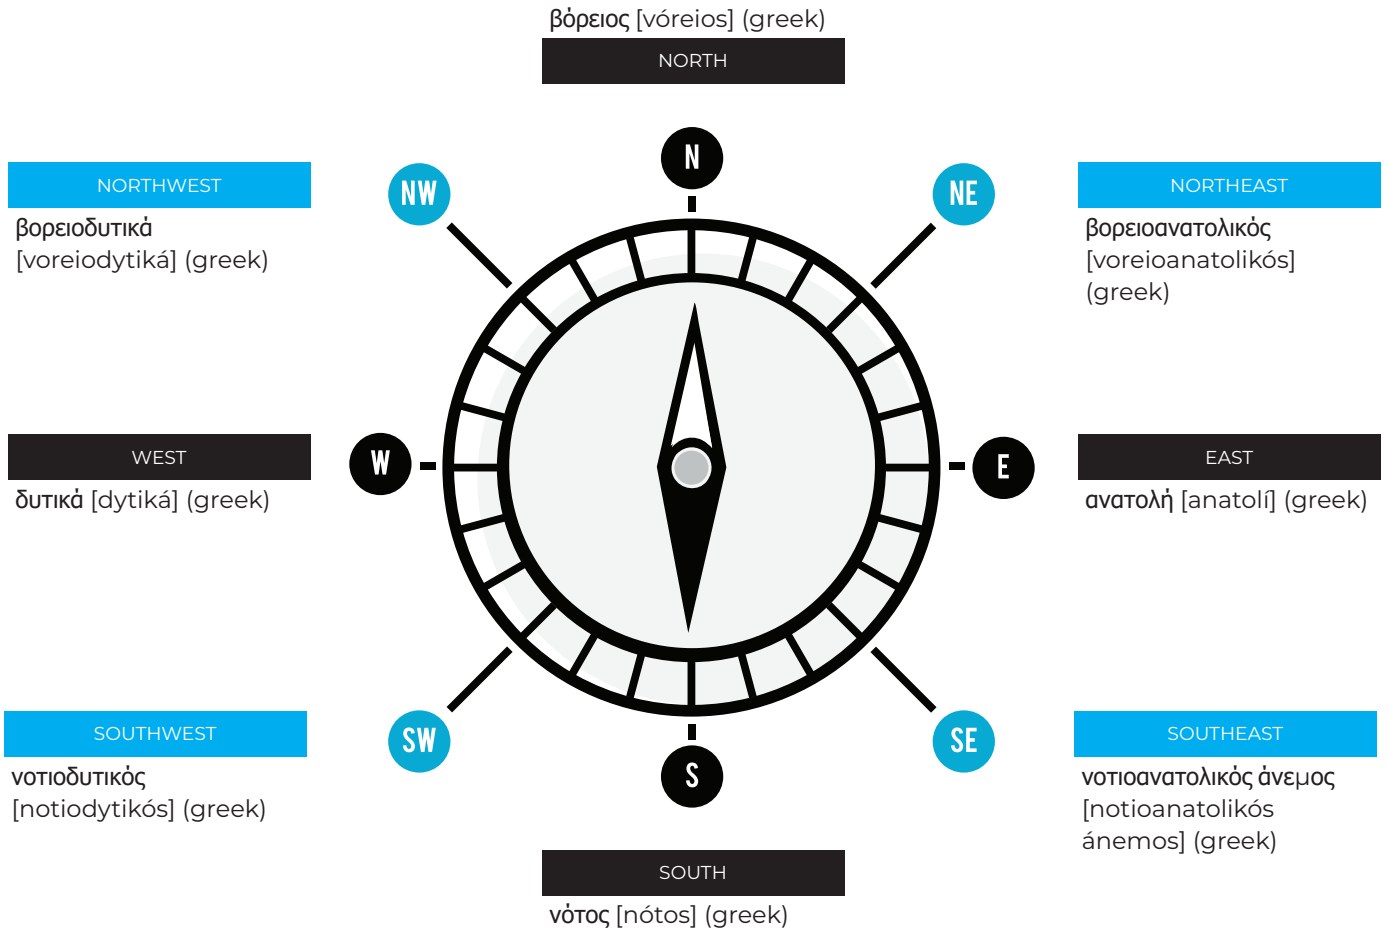 βόρειος [vóreios] (greek)
NORTH
N
NORTHWEST
βορειοδυτικά
[voreiodytiká] (greek)
NW
NE
NORTHEAST
βορειοανατολικός
[voreioanatolikós]
(greek)
WEST
δυτικά [dytiká] (greek)
W
E
EAST
ανατολή [anatolí] (greek)
SOUTHWEST
νοτιοδυτικός
[notiodytikós] (greek)
SW
SE
SOUTHEAST
νοτιοανατολικός άνεμος
[notioanatolikós
ánemos] (greek)
S
SOUTH
νότος [nótos] (greek)